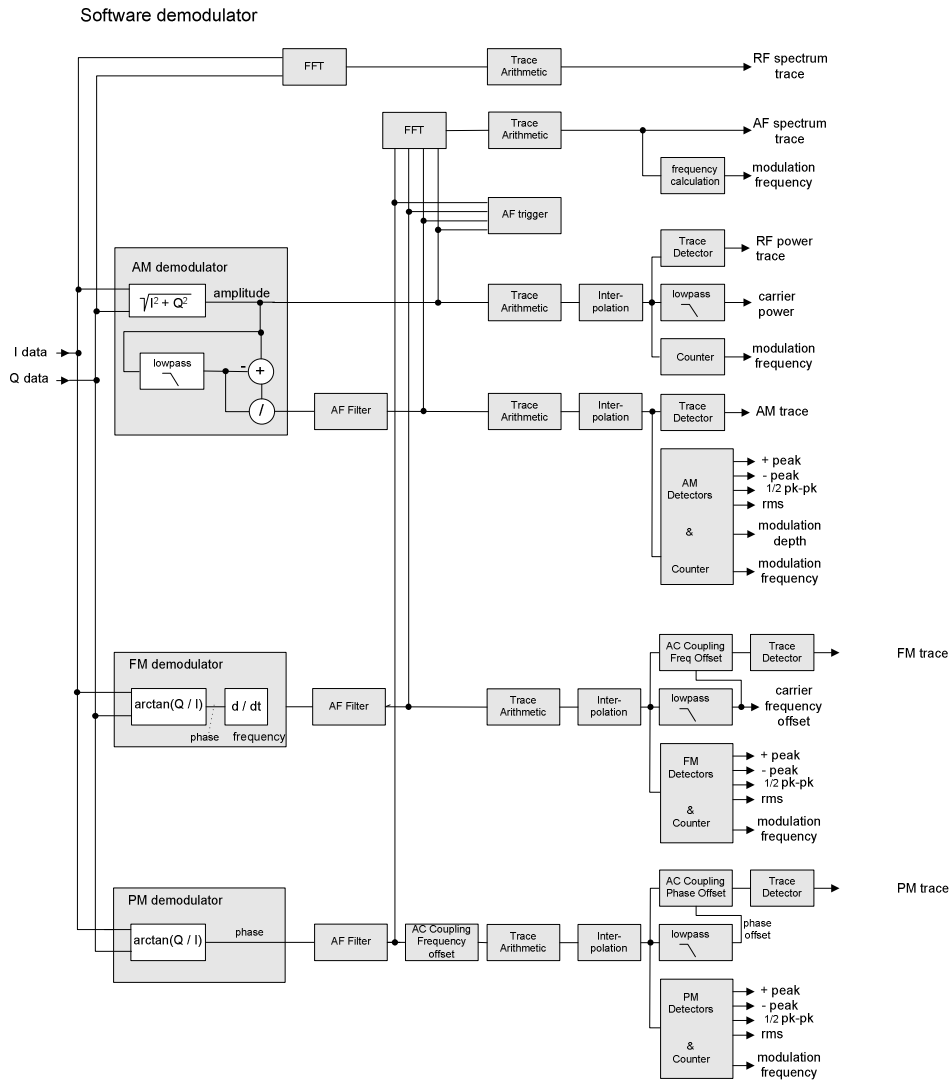 Software demodulator
FFT
Trace
Arithmetic
RF spectrum
trace
FFT
Trace
Arithmetic
AF spectrum
trace
frequency
calculation
modulation
frequency
AF trigger
AM demodulator
√I² + Q²
amplitude
lowpass
-
+
/
Trace
Arithmetic
Inter-
polation
Trace
Detector
RF power
trace
lowpass
carrier
power
Counter
modulation
frequency
I data
Q data
AF Filter
Trace
Arithmetic
Inter-
polation
Trace
Detector
AM trace
AM
Detectors
&
Counter
+ peak
- peak
1/2 pk-pk
rms
modulation
depth
modulation
frequency
FM demodulator
arctan(Q / I)
d / dt
phase
frequency
AF Filter
Trace
Arithmetic
Inter-
polation
AC Coupling
Freq Offset
Trace
Detector
FM trace
lowpass
carrier
frequency
offset
FM
Detectors
&
Counter
+ peak
- peak
1/2 pk-pk
rms
modulation
frequency
PM demodulator
arctan(Q / I)
phase
AF Filter
AC Coupling
Frequency
offset
Trace
Arithmetic
Inter-
polation
AC Coupling
Phase Offset
Trace
Detector
PM trace
lowpass
phase
offset
PM
Detectors
&
Counter
+ peak
- peak
1/2 pk-pk
rms
modulation
frequency